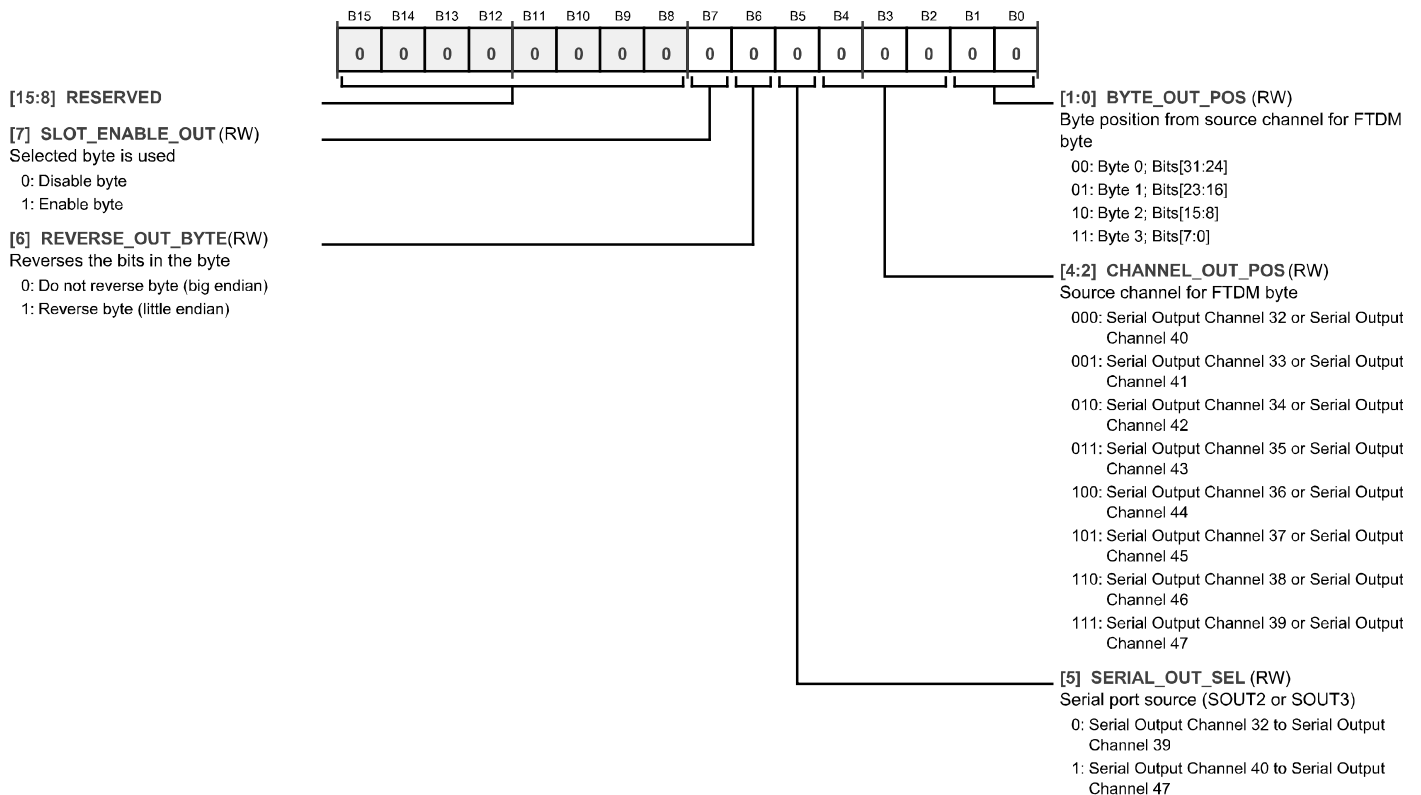 B15 B14 B13 B12 B11 B10 B9 B8 B7 B6 B5 B4 B3 B2 B1 B0
0 0 0 0 0 0 0 0 0 0 0 0 0 0 0 0
[15:8] RESERVED
[7] SLOT_ENABLE_OUT (RW)
Selected byte is used
0: Disable byte
1: Enable byte
[6] REVERSE_OUT_BYTE(RW)
Reverses the bits in the byte
0: Do not reverse byte (big endian)
1: Reverse byte (little endian)
[1:0] BYTE_OUT_POS (RW)
Byte position from source channel for FTDM
byte
00: Byte 0; Bits[31:24]
01: Byte 1; Bits[23:16]
10: Byte 2; Bits[15:8]
11: Byte 3; Bits[7:0]
[4:2] CHANNEL_OUT_POS (RW)
Source channel for FTDM byte
000: Serial Output Channel 32 or Serial Output
Channel 40
001: Serial Output Channel 33 or Serial Output
Channel 41
010: Serial Output Channel 34 or Serial Output
Channel 42
011: Serial Output Channel 35 or Serial Output
Channel 43
100: Serial Output Channel 36 or Serial Output
Channel 44
101: Serial Output Channel 37 or Serial Output
Channel 45
110: Serial Output Channel 38 or Serial Output
Channel 46
111: Serial Output Channel 39 or Serial Output
Channel 47
[5] SERIAL_OUT_SEL (RW)
Serial port source (SOUT2 or SOUT3)
0: Serial Output Channel 32 to Serial Output
Channel 39
1: Serial Output Channel 40 to Serial Output
Channel 47